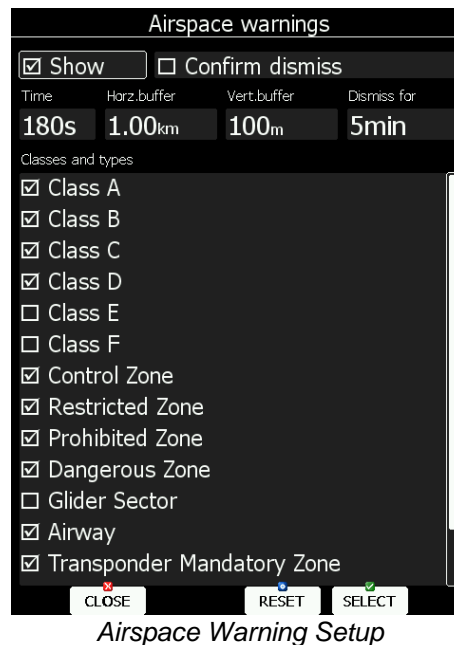 Airspace warnings
Show Confirm dismiss
Time Horz.buffer Vert.buffer Dismiss for
180s 1.00km 100m 5min
Classes and types
Class A
Class B
Class C
Class D
Class E
Class F
Control Zone
Restricted Zone
Prohibited Zone
Dangerous Zone
Glider Sector
Airway
Transponder Mandatory Zone
CLOSE RESET SELECT
Airspace Warning Setup